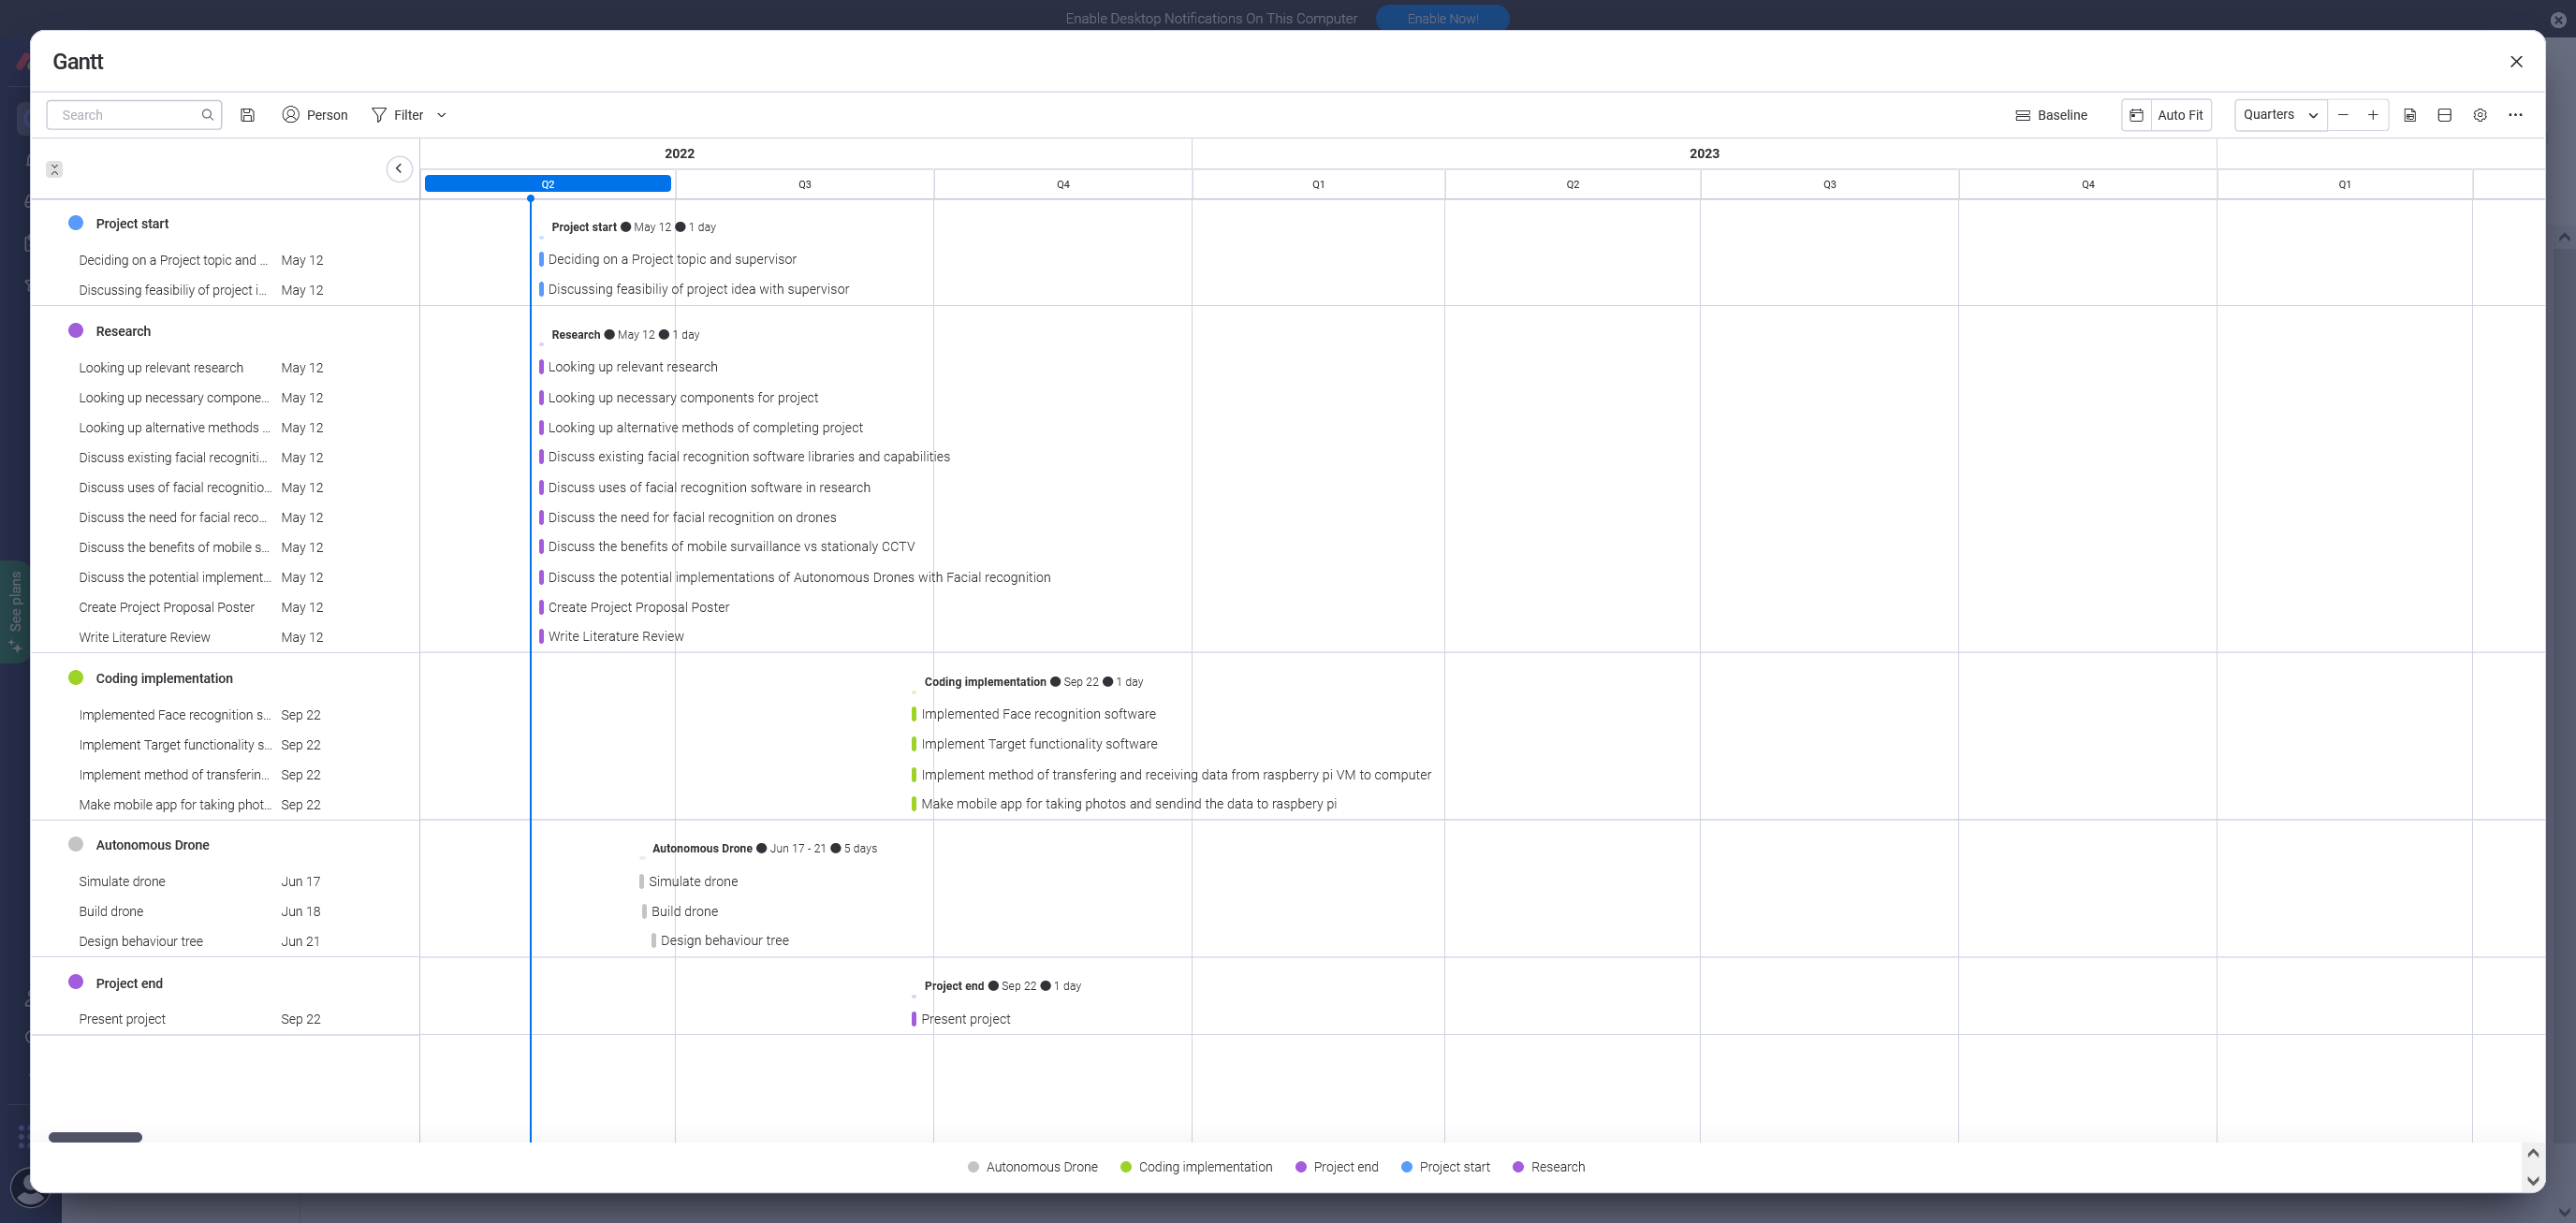 Enable Desktop Notifications On This Computer Enable Now!
Gantt
Search Person Filter Baseline Auto Fit Quarters
2022 2023
Q2 Q3 Q4 Q1 Q2 Q3 Q4 Q1
Project start Project start ● May 12 ● 1 day
Deciding on a Project topic and ... May 12 Deciding on a Project topic and supervisor
Discussing feasibiliy of project i... May 12 Discussing feasibiliy of project idea with supervisor
Research Research ● May 12 ● 1 day
Looking up relevant research May 12 Looking up relevant research
Looking up necessary compone... May 12 Looking up necessary components for project
Looking up alternative methods ... May 12 Looking up alternative methods of completing project
Discuss existing facial recogniti... May 12 Discuss existing facial recognition software libraries and capabilities
Discuss uses of facial recognitio... May 12 Discuss uses of facial recognition software in research
Discuss the need for facial reco... May 12 Discuss the need for facial recognition on drones
Discuss the benefits of mobile s... May 12 Discuss the benefits of mobile survaillance vs stationaly CCTV
Discuss the potential implement... May 12 Discuss the potential implementations of Autonomous Drones with Facial recognition
See plans
Create Project Proposal Poster May 12 Create Project Proposal Poster
Write Literature Review May 12 Write Literature Review
Coding implementation Coding implementation ● Sep 22 ● 1 day
Implemented Face recognition s... Sep 22 Implemented Face recognition software
Implement Target functionality s... Sep 22 Implement Target functionality software
Implement method of transferin... Sep 22 Implement method of transfering and receiving data from raspberry pi VM to computer
Make mobile app for taking phot... Sep 22 Make mobile app for taking photos and sendind the data to raspbery pi
Autonomous Drone Autonomous Drone ● Jun 17 - 21 ● 5 days
Simulate drone Jun 17 Simulate drone
Build drone Jun 18 Build drone
Design behaviour tree Jun 21 Design behaviour tree
Project end Project end ● Sep 22 ● 1 day
Present project Sep 22 Present project
Autonomous Drone Coding implementation Project end Project start Research